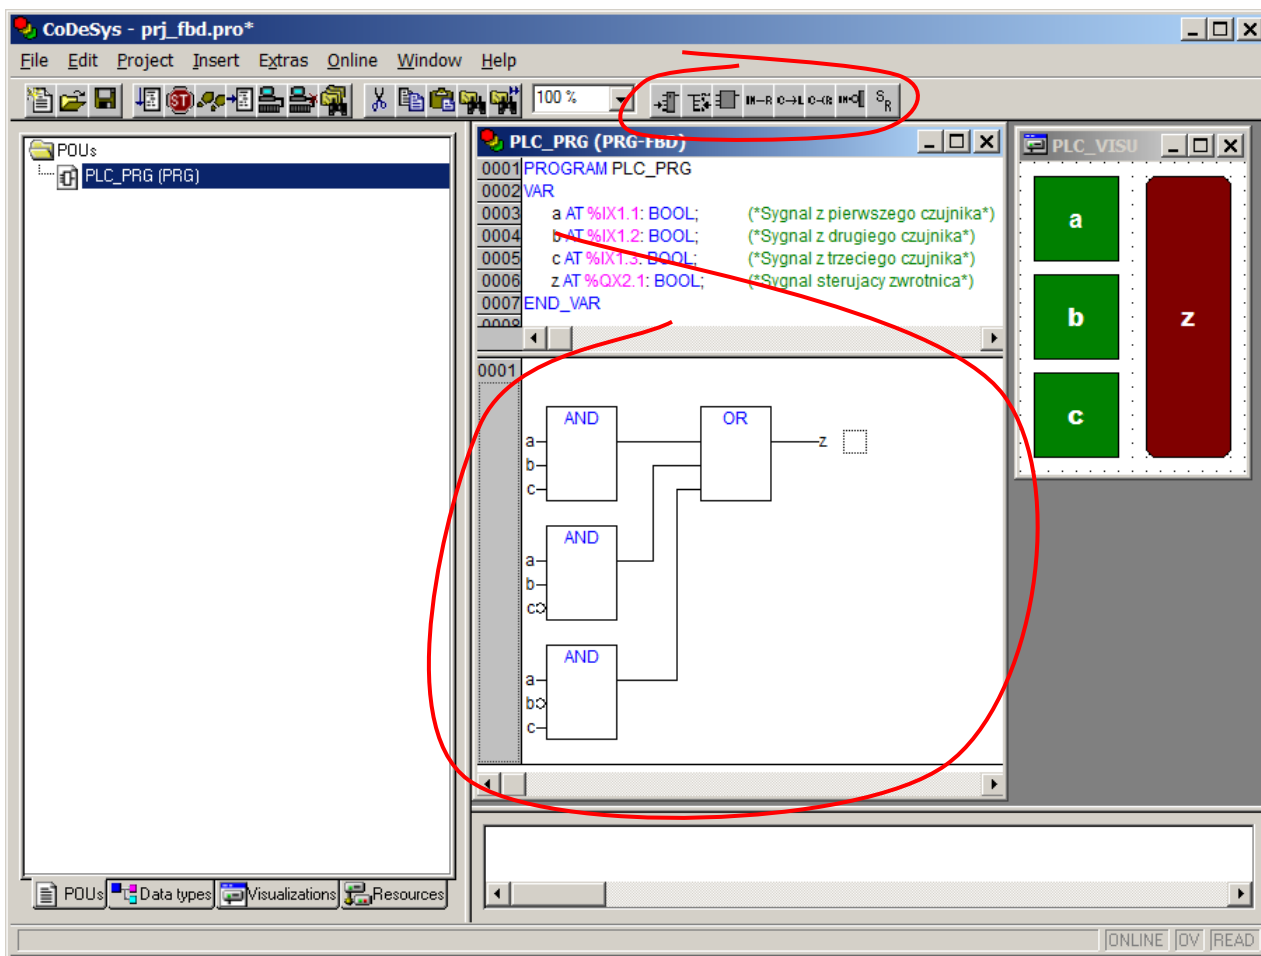 CoDeSys - prj_fbd.pro*
File Edit Project Insert Extras Online Window Help
100 %
IN-R C→L C-(R IN-O[ S R
POUs
PLC_PRG (PRG)
PLC_PRG (PRG-FBD)
0001 PROGRAM PLC_PRG
0002 VAR
0003 a AT %IX1.1: BOOL; (*Sygnal z pierwszego czujnika*)
0004 b AT %IX1.2: BOOL; (*Sygnal z drugiego czujnika*)
0005 c AT %IX1.3: BOOL; (*Sygnal z trzeciego czujnika*)
0006 z AT %QX2.1: BOOL; (*Sygnal sterujacy zwrotnica*)
0007 END_VAR
0008
0001
AND
OR
a
z
b
c
AND
a
b
c
AND
a
b
c
PLC_VISU
a
b
z
c
POUs Data types Visualizations Resources
ONLINE OV READ